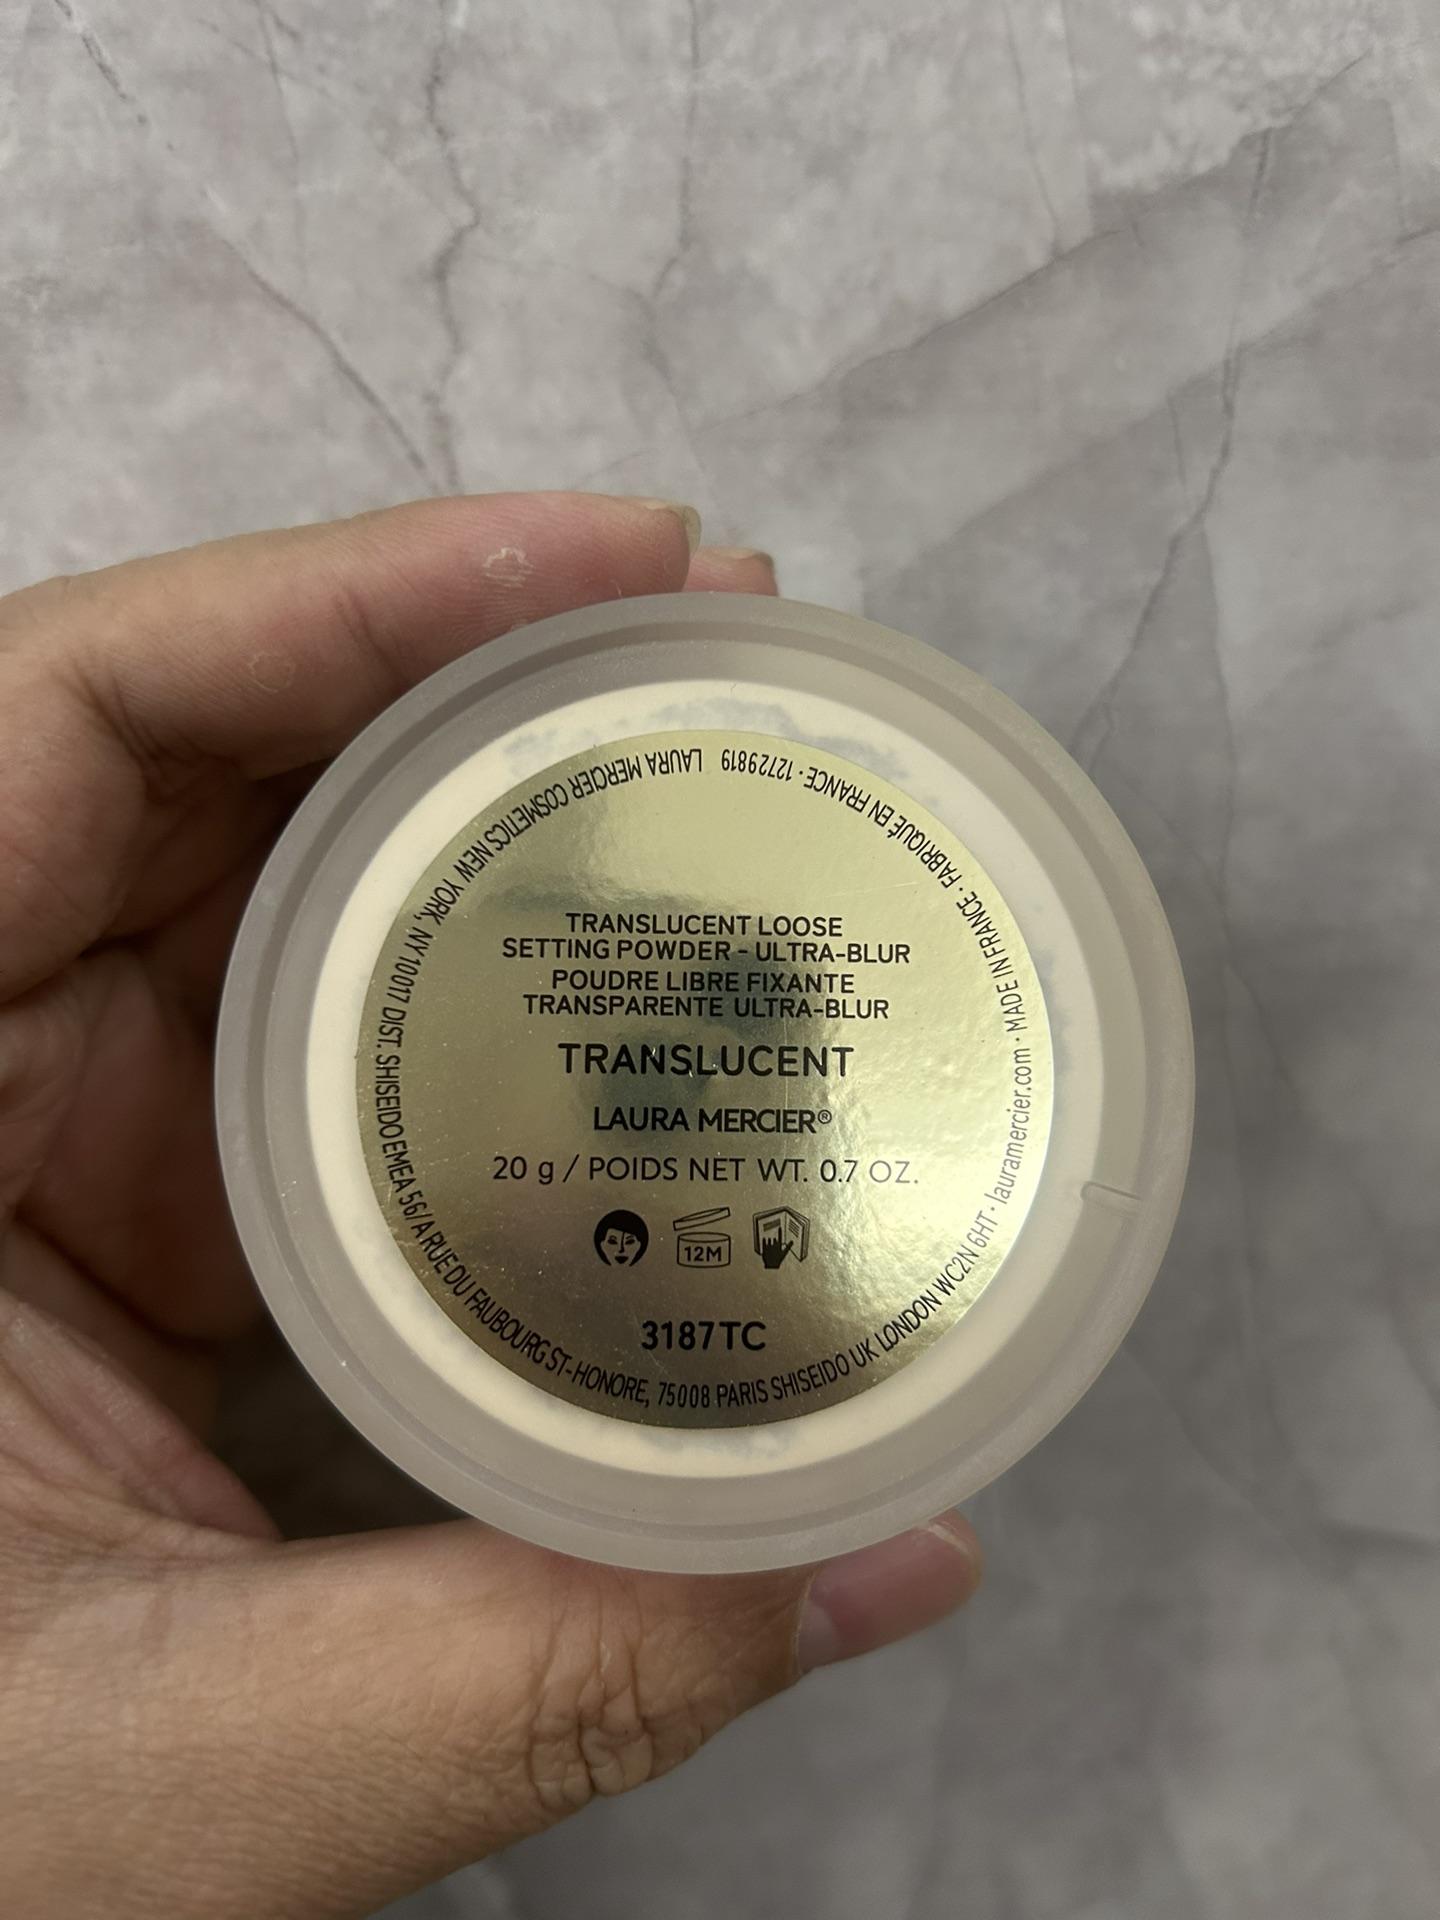 TRANSLUCENT LOOSE
SETTING POWDER - ULTRA-BLUR
POUDRE LIBRE FIXANTE
TRANSPARENTE ULTRA-BLUR
TRANSLUCENT
LAURA MERCIER®
20 g / POIDS NET WT. 0.7 OZ.
12M
3187TC
LAURA MERCIER COSMETICS NEW YORK, NY 10017 DIST. SHISEIDO EMEA 56/A RUE DU FAUBOURG ST-HONORE, 75008 PARIS SHISEIDO UK LONDON WC2N 6HT · lauramercier.com · MADE IN FRANCE · FABRIQUÉ EN FRANCE · 12729819